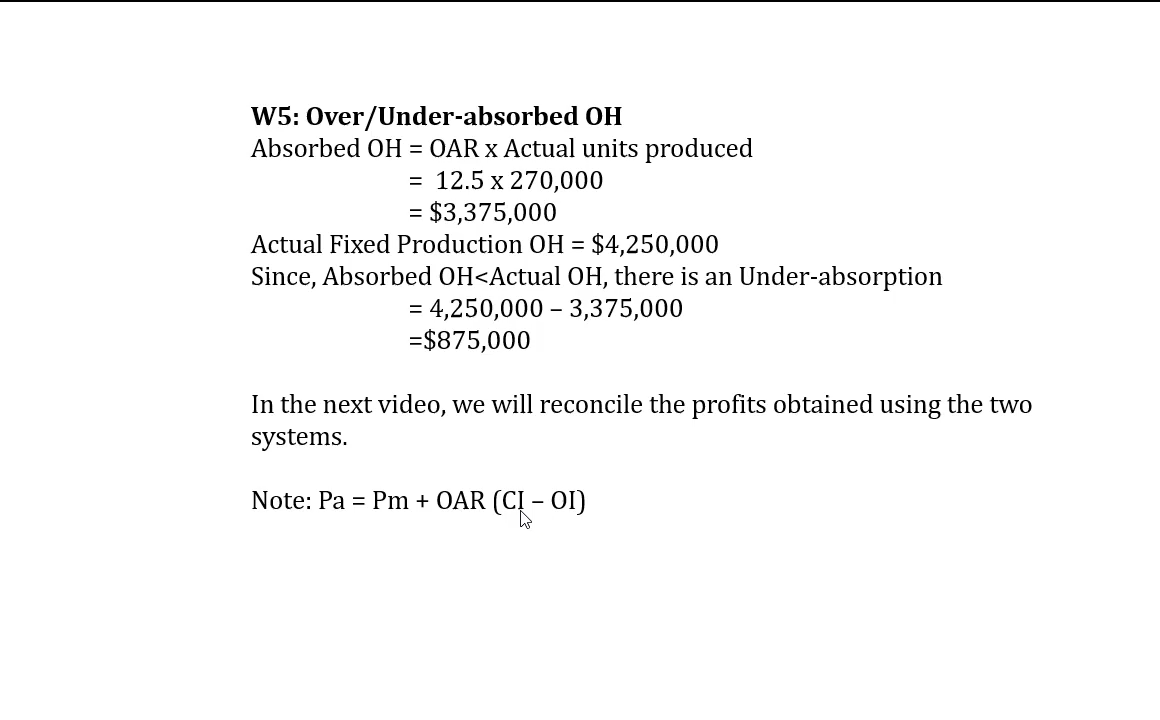 W5: Over/Under-absorbed OH
Absorbed OH = OAR x Actual units produced
= 12.5 x 270,000
= $3,375,000
Actual Fixed Production OH = $4,250,000
Since, Absorbed OH<Actual OH, there is an Under-absorption
= 4,250,000 – 3,375,000
=$875,000
In the next video, we will reconcile the profits obtained using the two
systems.
Note: Pa = Pm + OAR (CI – OI)